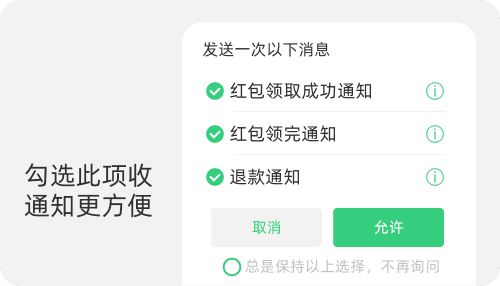 发送一次以下消息
红包领取成功通知
红包领完通知
退款通知
勾选此项收
通知更方便
取消
允许
总是保持以上选择，不再询问